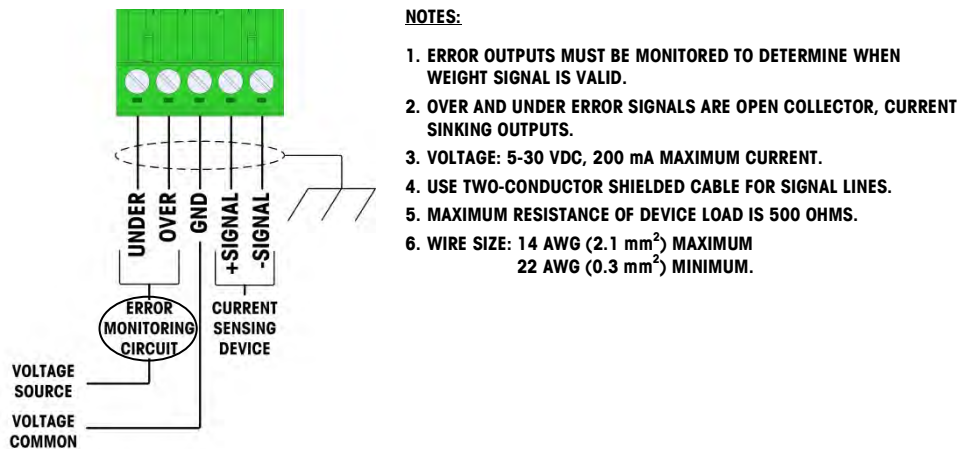 NOTES:
1. ERROR OUTPUTS MUST BE MONITORED TO DETERMINE WHEN
WEIGHT SIGNAL IS VALID.
2. OVER AND UNDER ERROR SIGNALS ARE OPEN COLLECTOR, CURRENT
SINKING OUTPUTS.
3. VOLTAGE: 5-30 VDC, 200 mA MAXIMUM CURRENT.
4. USE TWO-CONDUCTOR SHIELDED CABLE FOR SIGNAL LINES.
5. MAXIMUM RESISTANCE OF DEVICE LOAD IS 500 OHMS.
6. WIRE SIZE: 14 AWG (2.1 mm²) MAXIMUM
22 AWG (0.3 mm²) MINIMUM.
UNDER
OVER
GND
+SIGNAL
-SIGNAL
ERROR
MONITORING
CIRCUIT
CURRENT
SENSING
DEVICE
VOLTAGE
SOURCE
VOLTAGE
COMMON